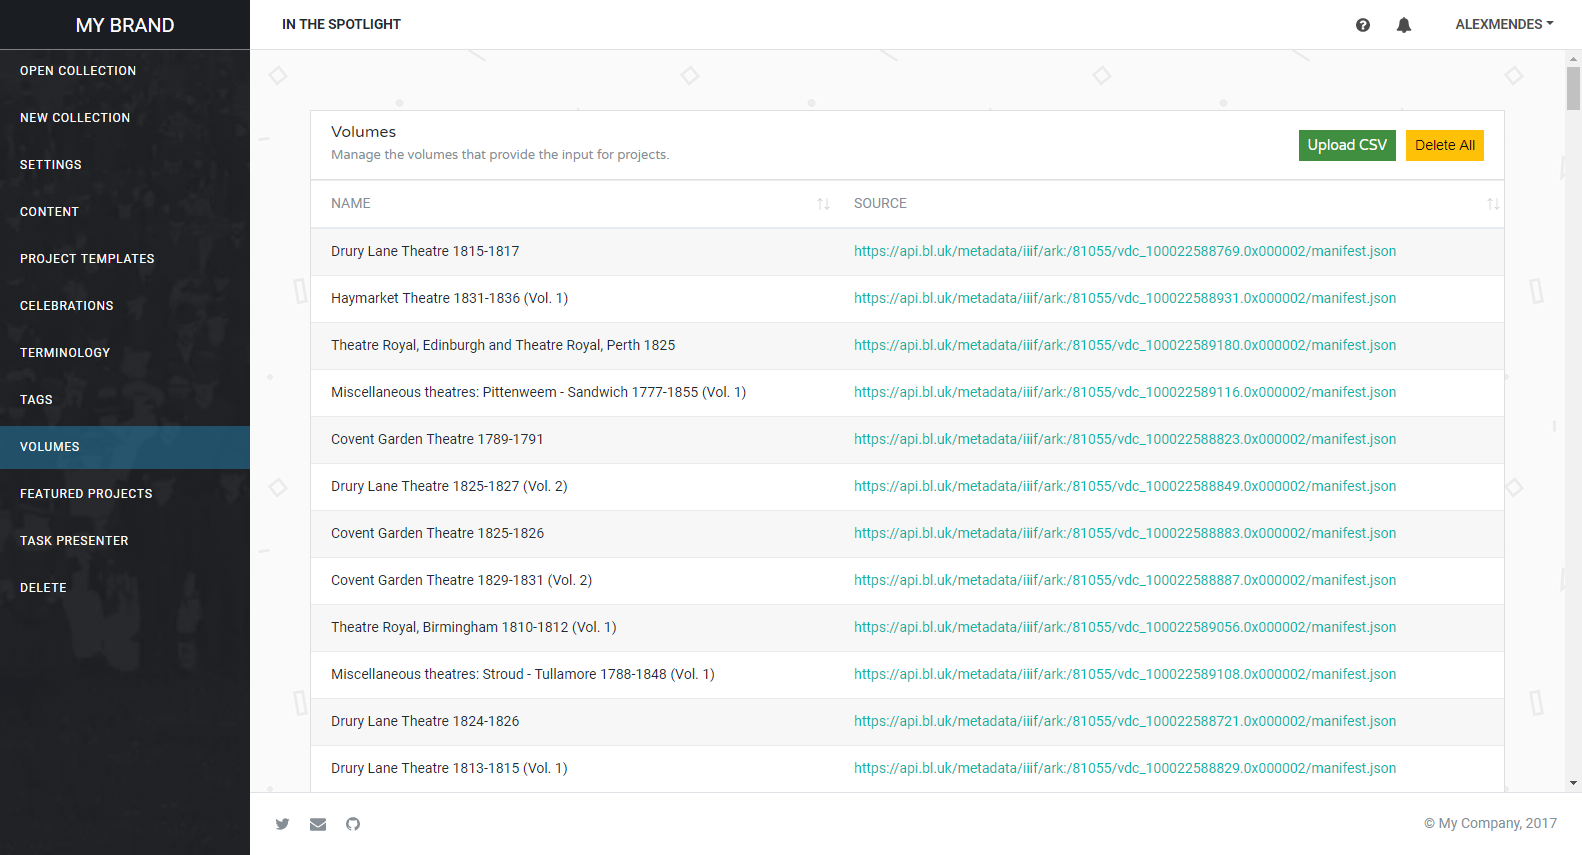 MY BRAND
IN THE SPOTLIGHT
ALEXMENDES
OPEN COLLECTION
NEW COLLECTION
SETTINGS
CONTENT
PROJECT TEMPLATES
CELEBRATIONS
TERMINOLOGY
TAGS
VOLUMES
FEATURED PROJECTS
TASK PRESENTER
DELETE
Volumes
Manage the volumes that provide the input for projects.
Upload CSV
Delete All
NAME SOURCE
Drury Lane Theatre 1815-1817 https://api.bl.uk/metadata/iiif/ark:/81055/vdc_100022588769.0x000002/manifest.json
Haymarket Theatre 1831-1836 (Vol. 1) https://api.bl.uk/metadata/iiif/ark:/81055/vdc_100022588931.0x000002/manifest.json
Theatre Royal, Edinburgh and Theatre Royal, Perth 1825 https://api.bl.uk/metadata/iiif/ark:/81055/vdc_100022589180.0x000002/manifest.json
Miscellaneous theatres: Pittenweem - Sandwich 1777-1855 (Vol. 1) https://api.bl.uk/metadata/iiif/ark:/81055/vdc_100022589116.0x000002/manifest.json
Covent Garden Theatre 1789-1791 https://api.bl.uk/metadata/iiif/ark:/81055/vdc_100022588823.0x000002/manifest.json
Drury Lane Theatre 1825-1827 (Vol. 2) https://api.bl.uk/metadata/iiif/ark:/81055/vdc_100022588849.0x000002/manifest.json
Covent Garden Theatre 1825-1826 https://api.bl.uk/metadata/iiif/ark:/81055/vdc_100022588883.0x000002/manifest.json
Covent Garden Theatre 1829-1831 (Vol. 2) https://api.bl.uk/metadata/iiif/ark:/81055/vdc_100022588887.0x000002/manifest.json
Theatre Royal, Birmingham 1810-1812 (Vol. 1) https://api.bl.uk/metadata/iiif/ark:/81055/vdc_100022589056.0x000002/manifest.json
Miscellaneous theatres: Stroud - Tullamore 1788-1848 (Vol. 1) https://api.bl.uk/metadata/iiif/ark:/81055/vdc_100022589108.0x000002/manifest.json
Drury Lane Theatre 1824-1826 https://api.bl.uk/metadata/iiif/ark:/81055/vdc_100022588721.0x000002/manifest.json
Drury Lane Theatre 1813-1815 (Vol. 1) https://api.bl.uk/metadata/iiif/ark:/81055/vdc_100022588829.0x000002/manifest.json
© My Company, 2017